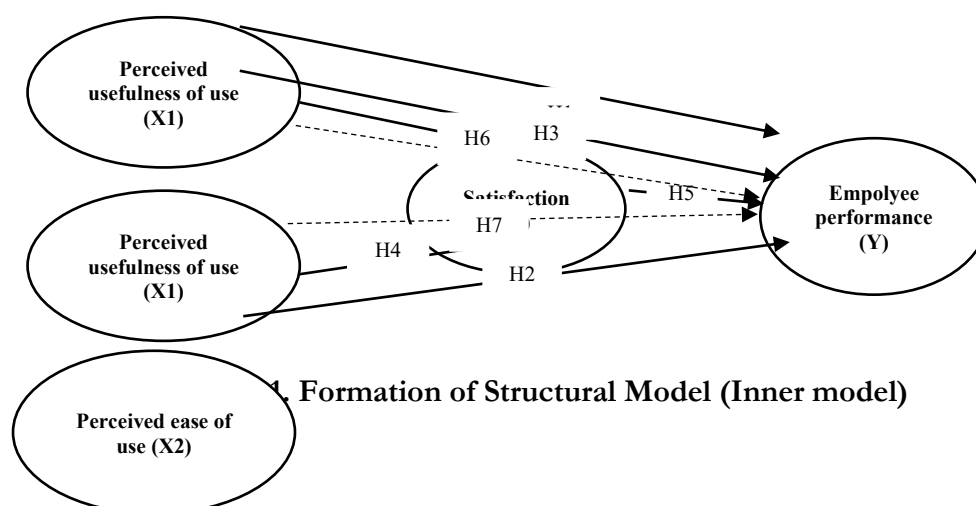 Perceived
usefulness of use
(X1)
H6
H3
Satisfaction
H5
Empolyee
performance
(Y)
Perceived
usefulness of use
(X1)
H7
H4
H2
. Formation of Structural Model (Inner model)
Perceived ease of
use (X2)